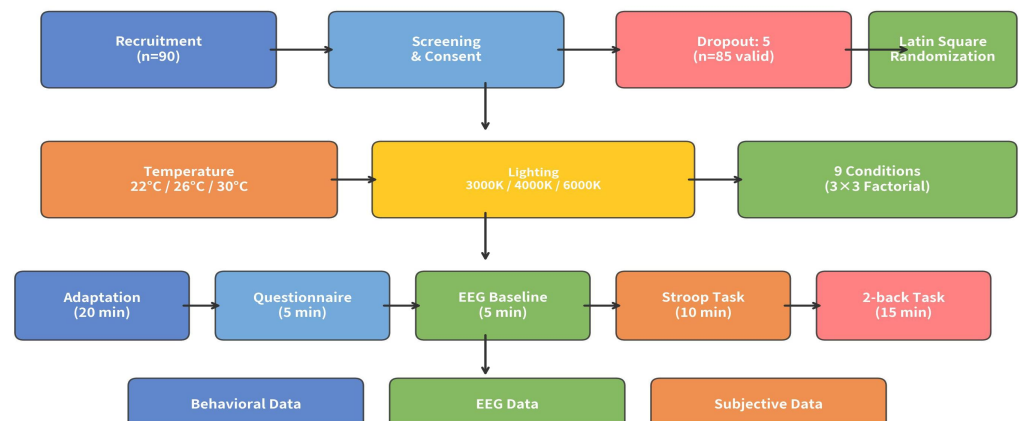 Recruitment
(n=90)
Screening
& Consent
Dropout: 5
(n=85 valid)
Latin Square
Randomization
Temperature
22°C / 26°C / 30°C
Lighting
3000K / 4000K / 6000K
9 Conditions
(3×3 Factorial)
Adaptation
(20 min)
Questionnaire
(5 min)
EEG Baseline
(5 min)
Stroop Task
(10 min)
2-back Task
(15 min)
Behavioral Data
EEG Data
Subjective Data